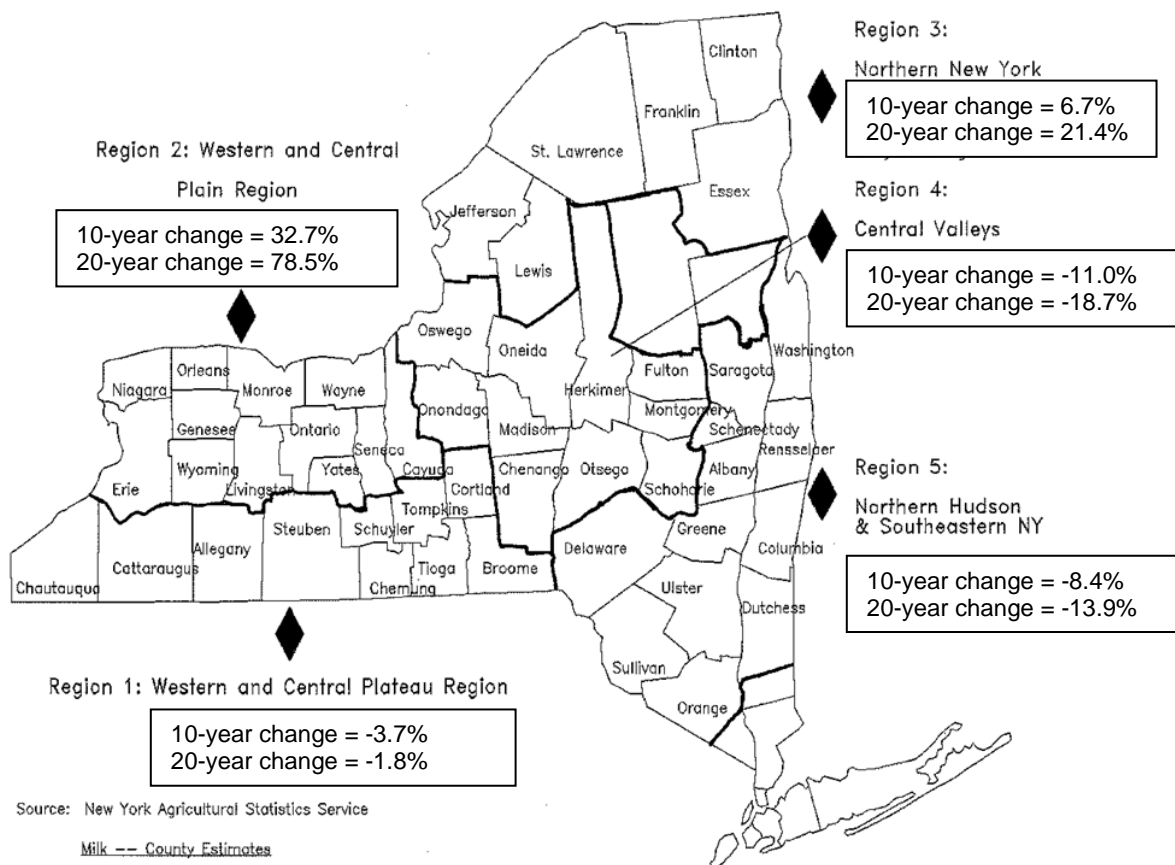 Region 3:
Northern New York
10-year change = 6.7%
20-year change = 21.4%
Region 2: Western and Central
Plain Region
10-year change = 32.7%
20-year change = 78.5%
Region 4:
Central Valleys
10-year change = -11.0%
20-year change = -18.7%
Region 5:
Northern Hudson
& Southeastern NY
10-year change = -8.4%
20-year change = -13.9%
Clinton
Franklin
St. Lawrence
Essex
Jefferson
Lewis
Oswego
Oneida
Herkimer
Fulton
Saragota
Washington
Niagara
Orleans
Monroe
Wayne
Onondaga
Madison
Montgomery
Schenectady
Rensselaer
Genesee
Ontario
Seneca
Cayuga
Wyoming
Livingston
Yates
Erie
Cortland
Chenango
Otsego
Schoharie
Albany
Tompkins
Steuben
Schuyler
Allegany
Cattaraugus
Chautauqua
Chemung
Tioga
Broome
Delaware
Greene
Columbia
Ulster
Dutchess
Sullivan
Orange
Region 1: Western and Central Plateau Region
10-year change = -3.7%
20-year change = -1.8%
Source: New York Agricultural Statistics Service
Milk -- County Estimates